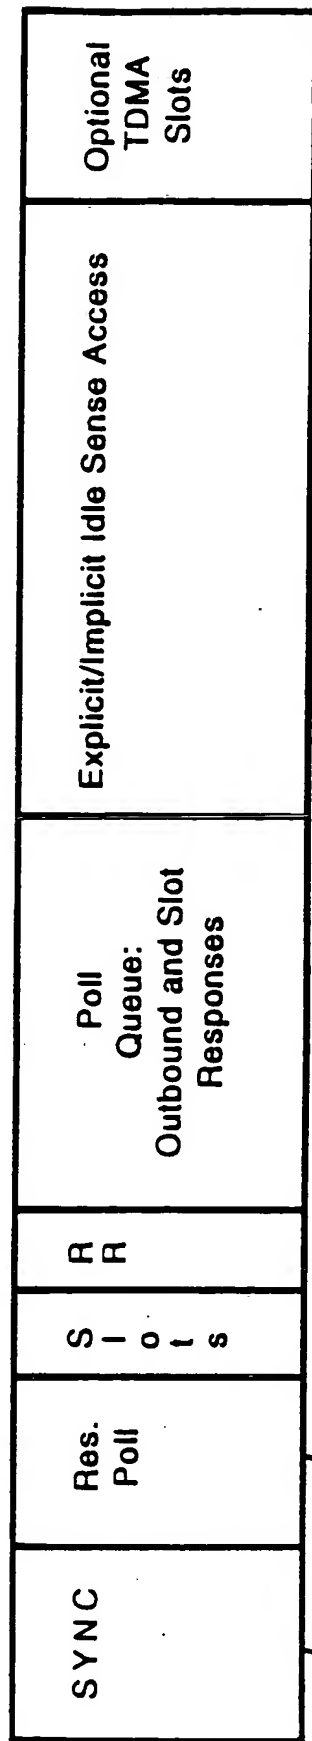 SYNC
Res.
Poll
S
l
o
t
s
R
R
Poll
Queue:
Outbound and Slot
Responses
Explicit/Implicit Idle Sense Access
Optional
TDMA
Slots